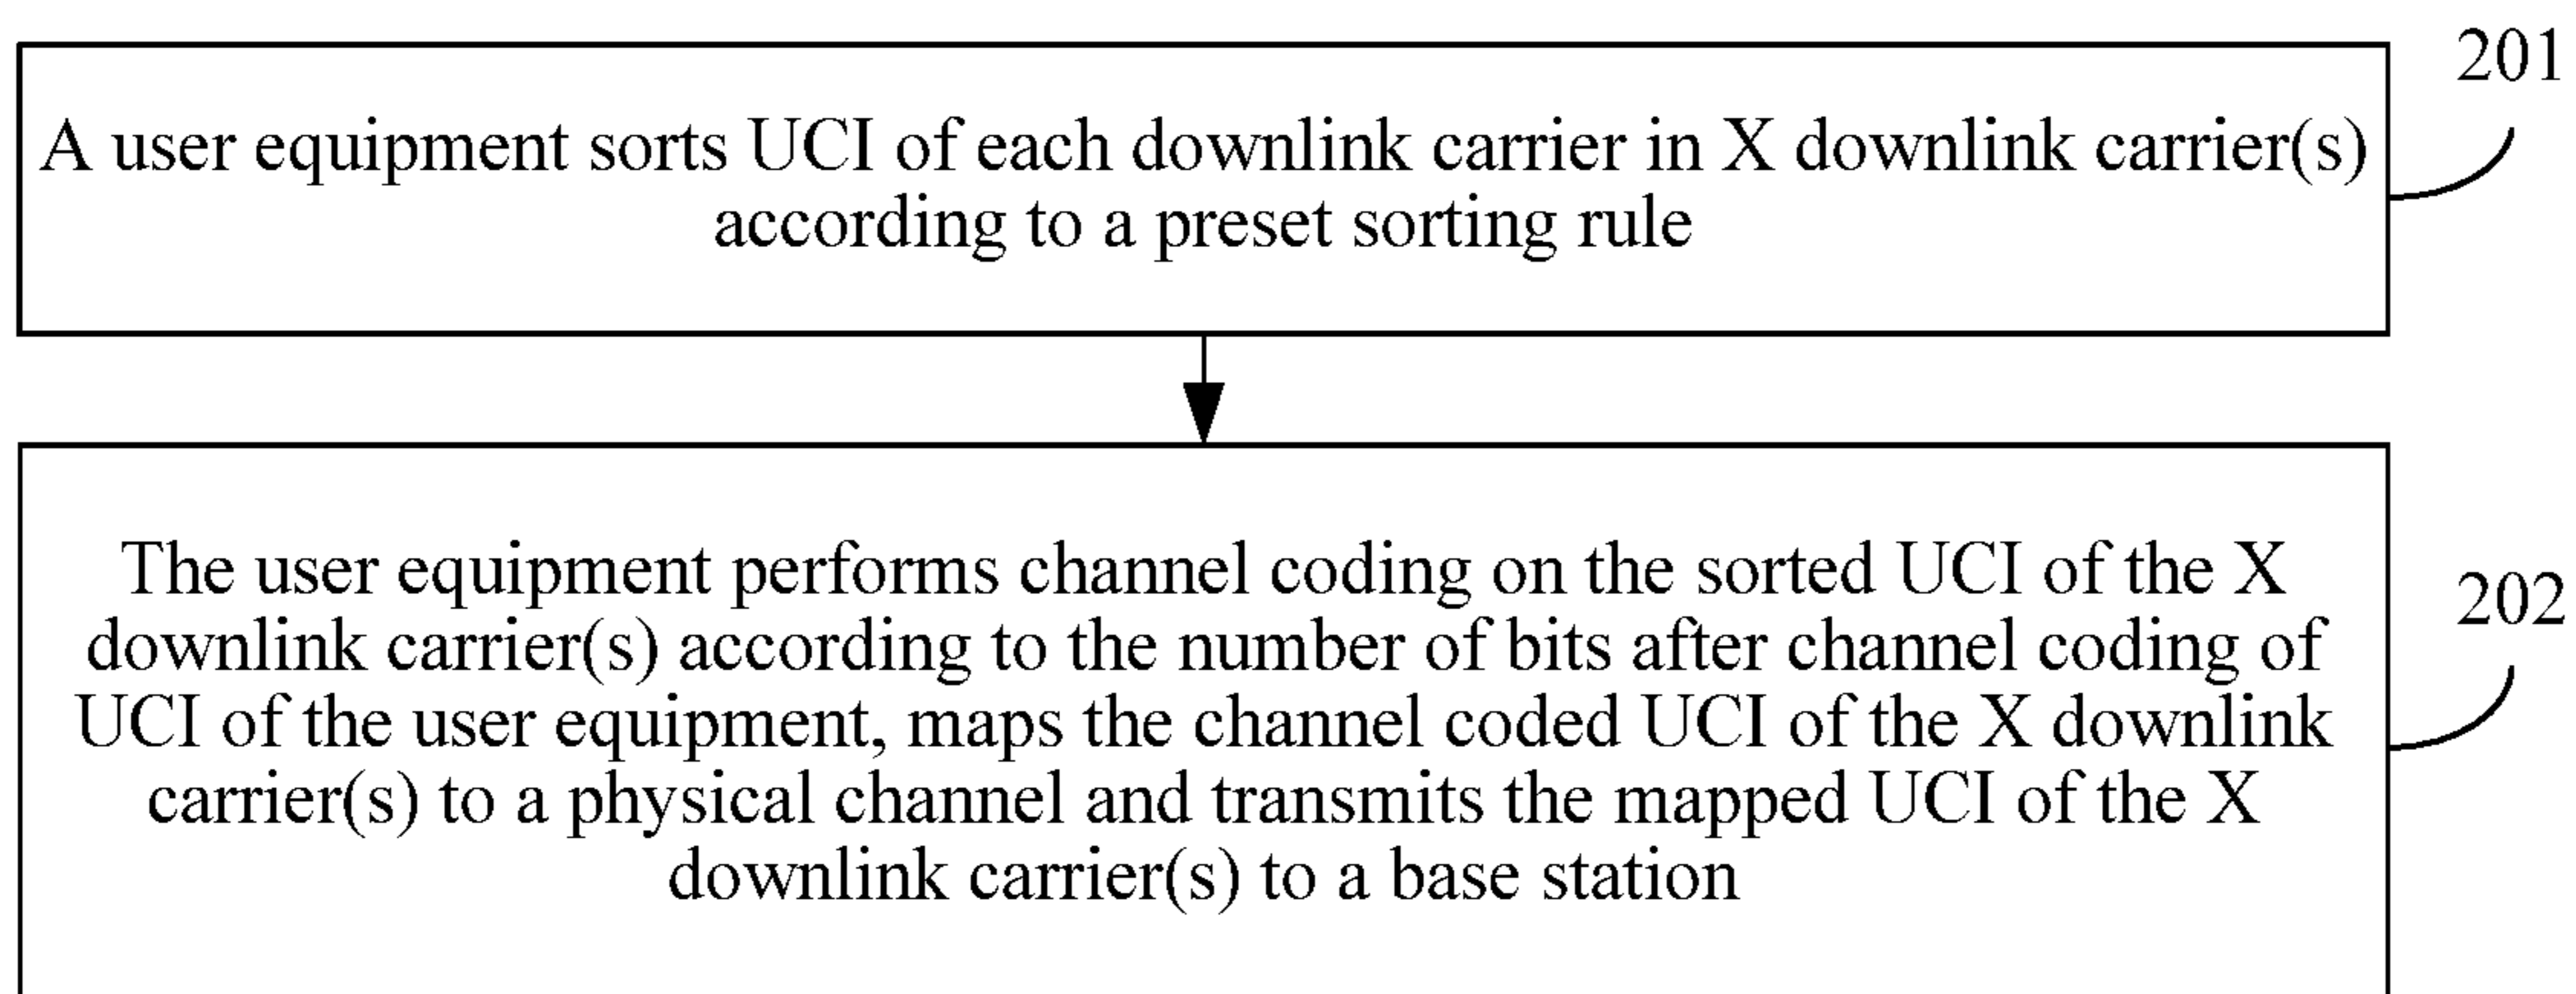 201
A user equipment sorts UCI of each downlink carrier in X downlink carrier(s)
according to a preset sorting rule
The user equipment performs channel coding on the sorted UCI of the X
downlink carrier(s) according to the number of bits after channel coding of
UCI of the user equipment, maps the channel coded UCI of the X downlink
carrier(s) to a physical channel and transmits the mapped UCI of the X
downlink carrier(s) to a base station
202